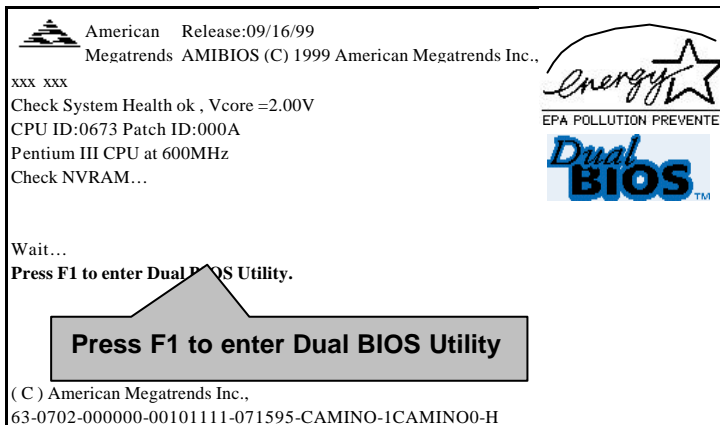 American Release:09/16/99
Megatrends AMIBIOS (C) 1999 American Megatrends Inc.,
xxx xxx
Check System Health ok , Vcore =2.00V
CPU ID:0673 Patch ID:000A
Pentium III CPU at 600MHz
Check NVRAM…
energy
EPA POLLUTION PREVENTE
Dual
BIOS TM
Wait…
Press F1 to enter Dual BIOS Utility.
Press F1 to enter Dual BIOS Utility
( C ) American Megatrends Inc.,
63-0702-000000-00101111-071595-CAMINO-1CAMINO0-H